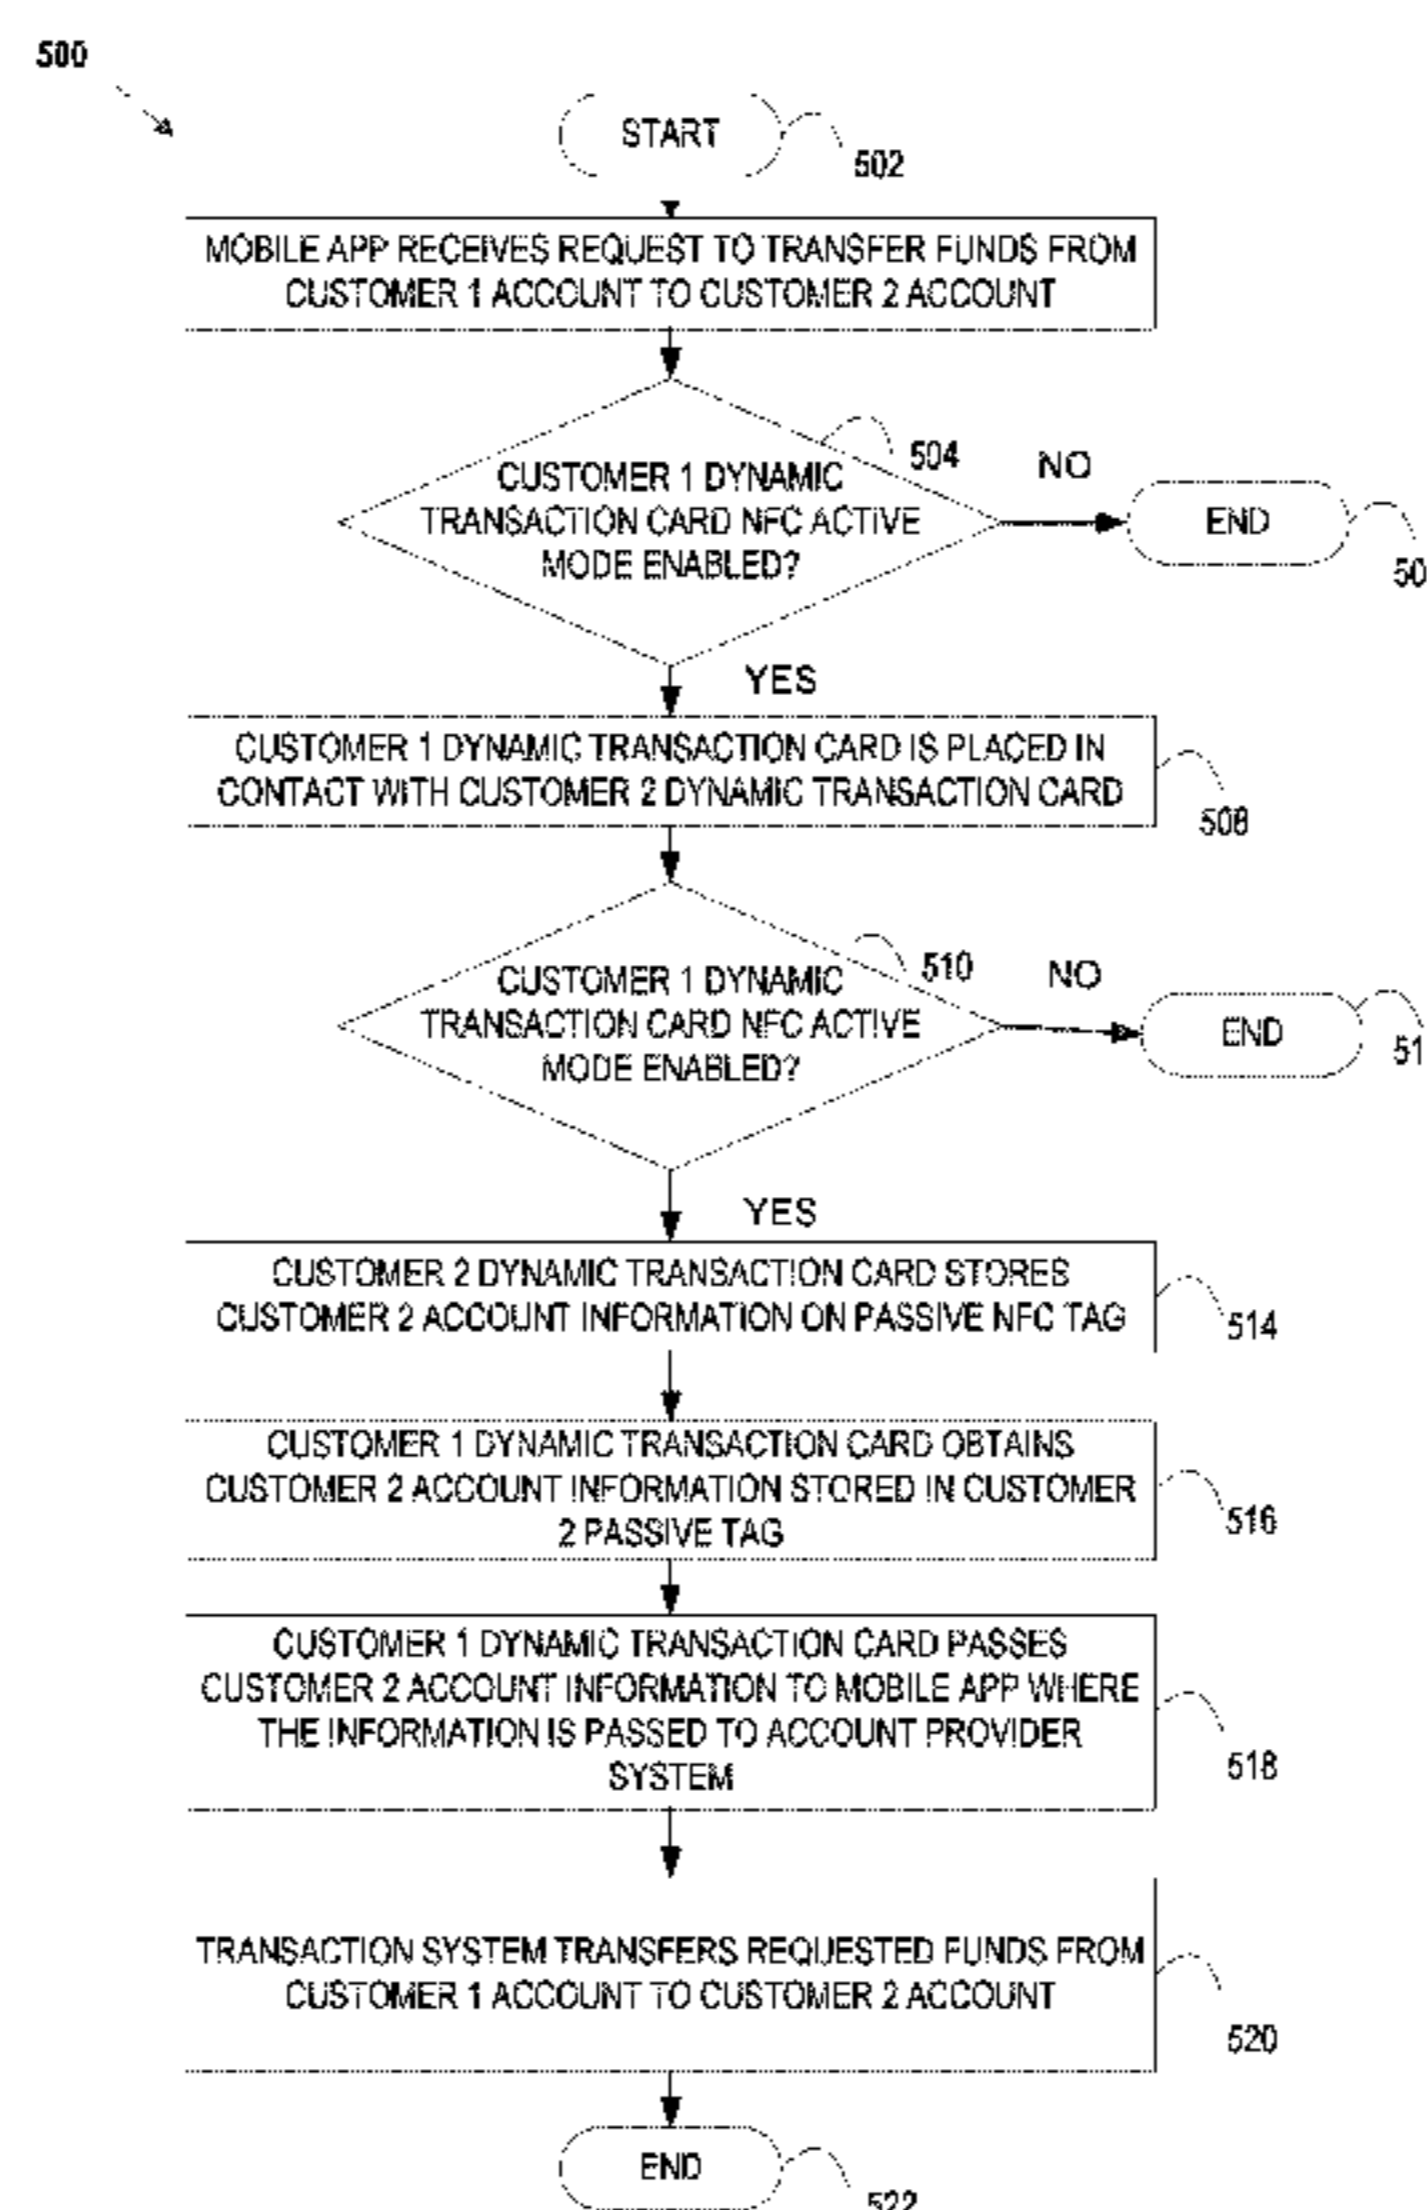 500
START
502
MOBILE APP RECEIVES REQUEST TO TRANSFER FUNDS FROM
CUSTOMER 1 ACCOUNT TO CUSTOMER 2 ACCOUNT
504
CUSTOMER 1 DYNAMIC
TRANSACTION CARD NFC ACTIVE
MODE ENABLED?
NO
END
50
YES
CUSTOMER 1 DYNAMIC TRANSACTION CARD IS PLACED IN
CONTACT WITH CUSTOMER 2 DYNAMIC TRANSACTION CARD
508
510
CUSTOMER 1 DYNAMIC
TRANSACTION CARD NFC ACTIVE
MODE ENABLED?
NO
END
51
YES
CUSTOMER 2 DYNAMIC TRANSACTION CARD STORES
CUSTOMER 2 ACCOUNT INFORMATION ON PASSIVE NFC TAG
514
CUSTOMER 1 DYNAMIC TRANSACTION CARD OBTAINS
CUSTOMER 2 ACCOUNT INFORMATION STORED IN CUSTOMER
2 PASSIVE TAG
516
CUSTOMER 1 DYNAMIC TRANSACTION CARD PASSES
CUSTOMER 2 ACCOUNT INFORMATION TO MOBILE APP WHERE
THE INFORMATION IS PASSED TO ACCOUNT PROVIDER
SYSTEM
518
TRANSACTION SYSTEM TRANSFERS REQUESTED FUNDS FROM
CUSTOMER 1 ACCOUNT TO CUSTOMER 2 ACCOUNT
520
END
522